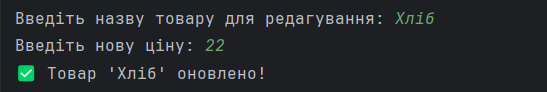 Введіть назву товару для редагування: Хліб
Введіть нову ціну: 22
✅ Товар 'Хліб' оновлено!